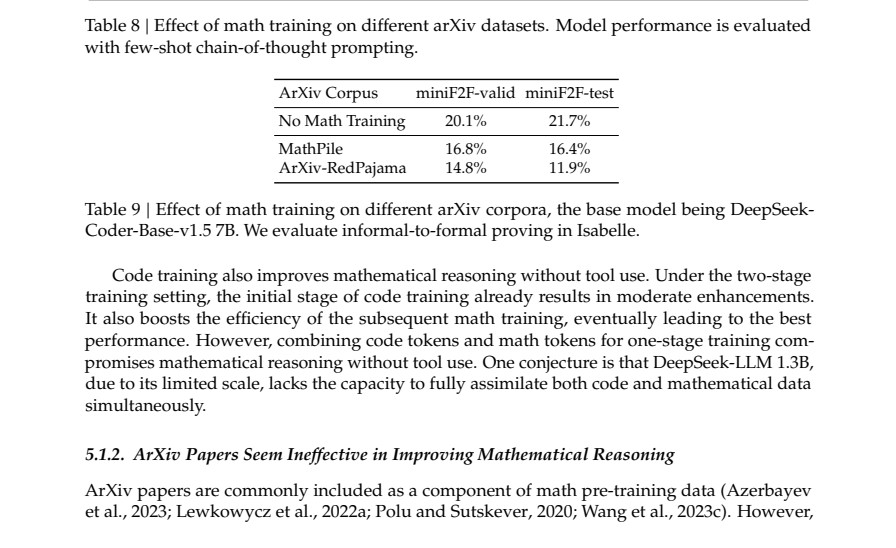 Table 8 | Effect of math training on different arXiv datasets. Model performance is evaluated
with few-shot chain-of-thought prompting.
ArXiv Corpus miniF2F-valid miniF2F-test
No Math Training 20.1% 21.7%
MathPile 16.8% 16.4%
ArXiv-RedPajama 14.8% 11.9%
Table 9 | Effect of math training on different arXiv corpora, the base model being DeepSeek-
Coder-Base-v1.5 7B. We evaluate informal-to-formal proving in Isabelle.
Code training also improves mathematical reasoning without tool use. Under the two-stage
training setting, the initial stage of code training already results in moderate enhancements.
It also boosts the efficiency of the subsequent math training, eventually leading to the best
performance. However, combining code tokens and math tokens for one-stage training com-
promises mathematical reasoning without tool use. One conjecture is that DeepSeek-LLM 1.3B,
due to its limited scale, lacks the capacity to fully assimilate both code and mathematical data
simultaneously.
5.1.2. ArXiv Papers Seem Ineffective in Improving Mathematical Reasoning
ArXiv papers are commonly included as a component of math pre-training data (Azerbayev
et al., 2023; Lewkowycz et al., 2022a; Polu and Sutskever, 2020; Wang et al., 2023c). However,